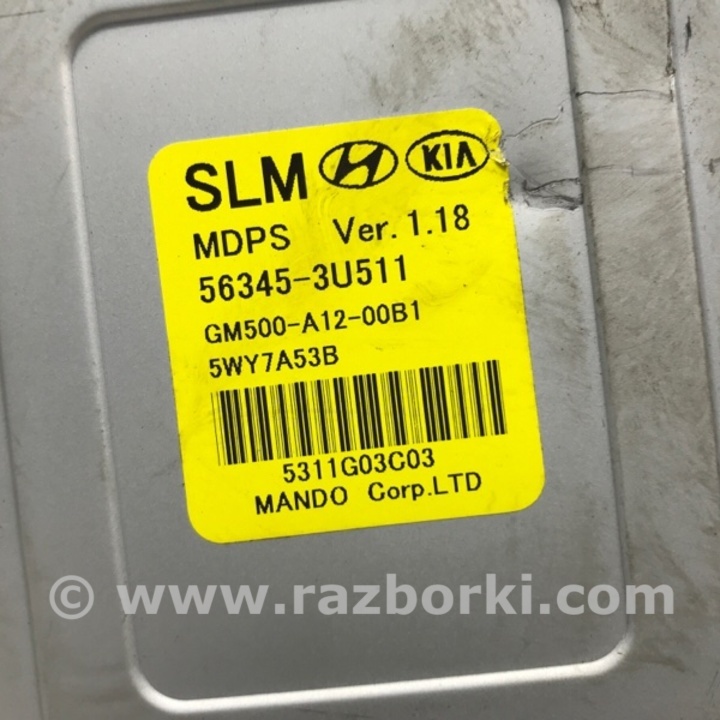 SLM KIA
MDPS Ver. 1.18
56345-3U511
GM500-A12-00B1
5WY7A53B
5311G03C03
MANDO Corp.LTD
© www.razborki.com